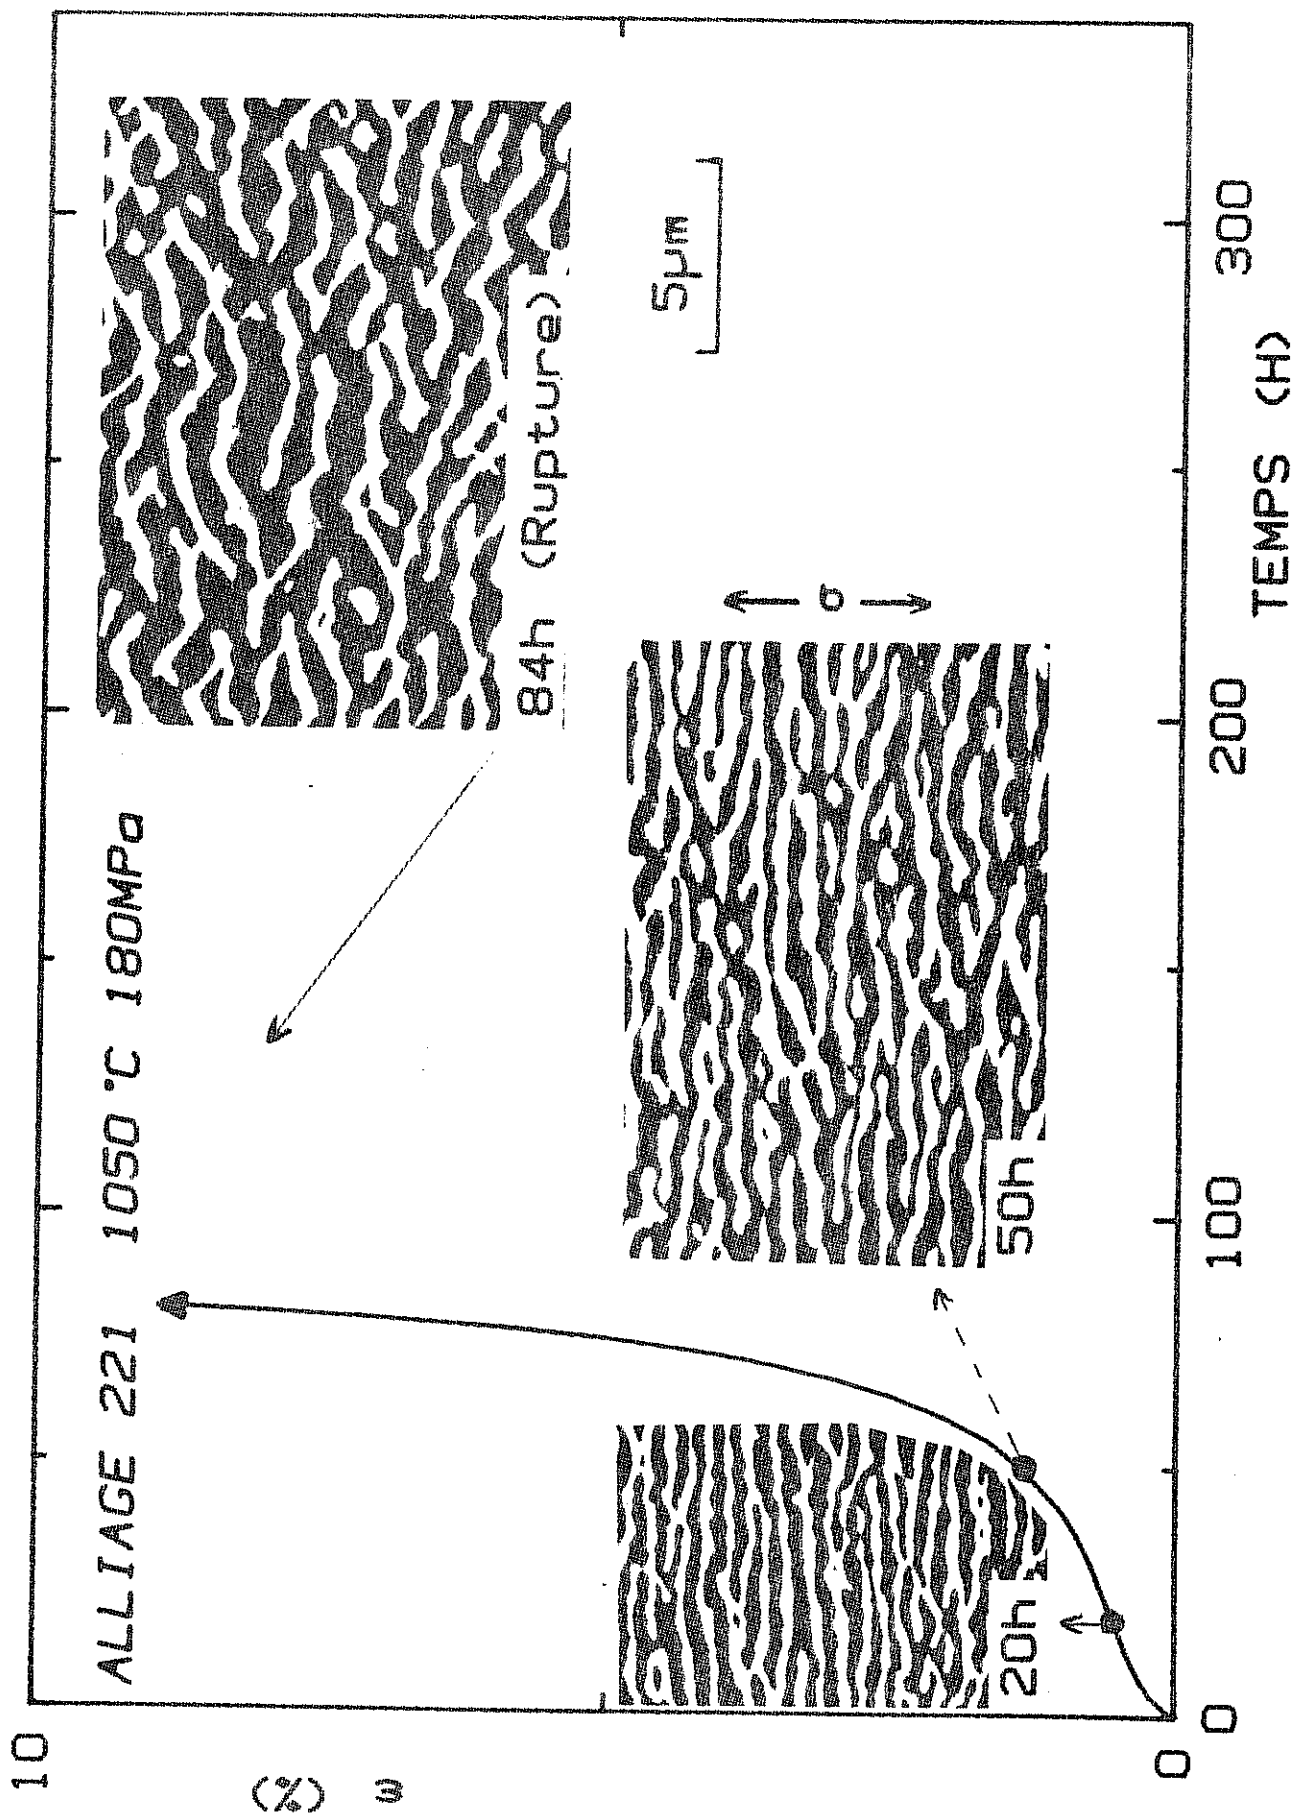 10
ε (%)
ALLIAGE 221 1050°C 180MPa
84h (Rupture)
5µm
σ
20h
50h
0
0
100
200
300
TEMPS (H)